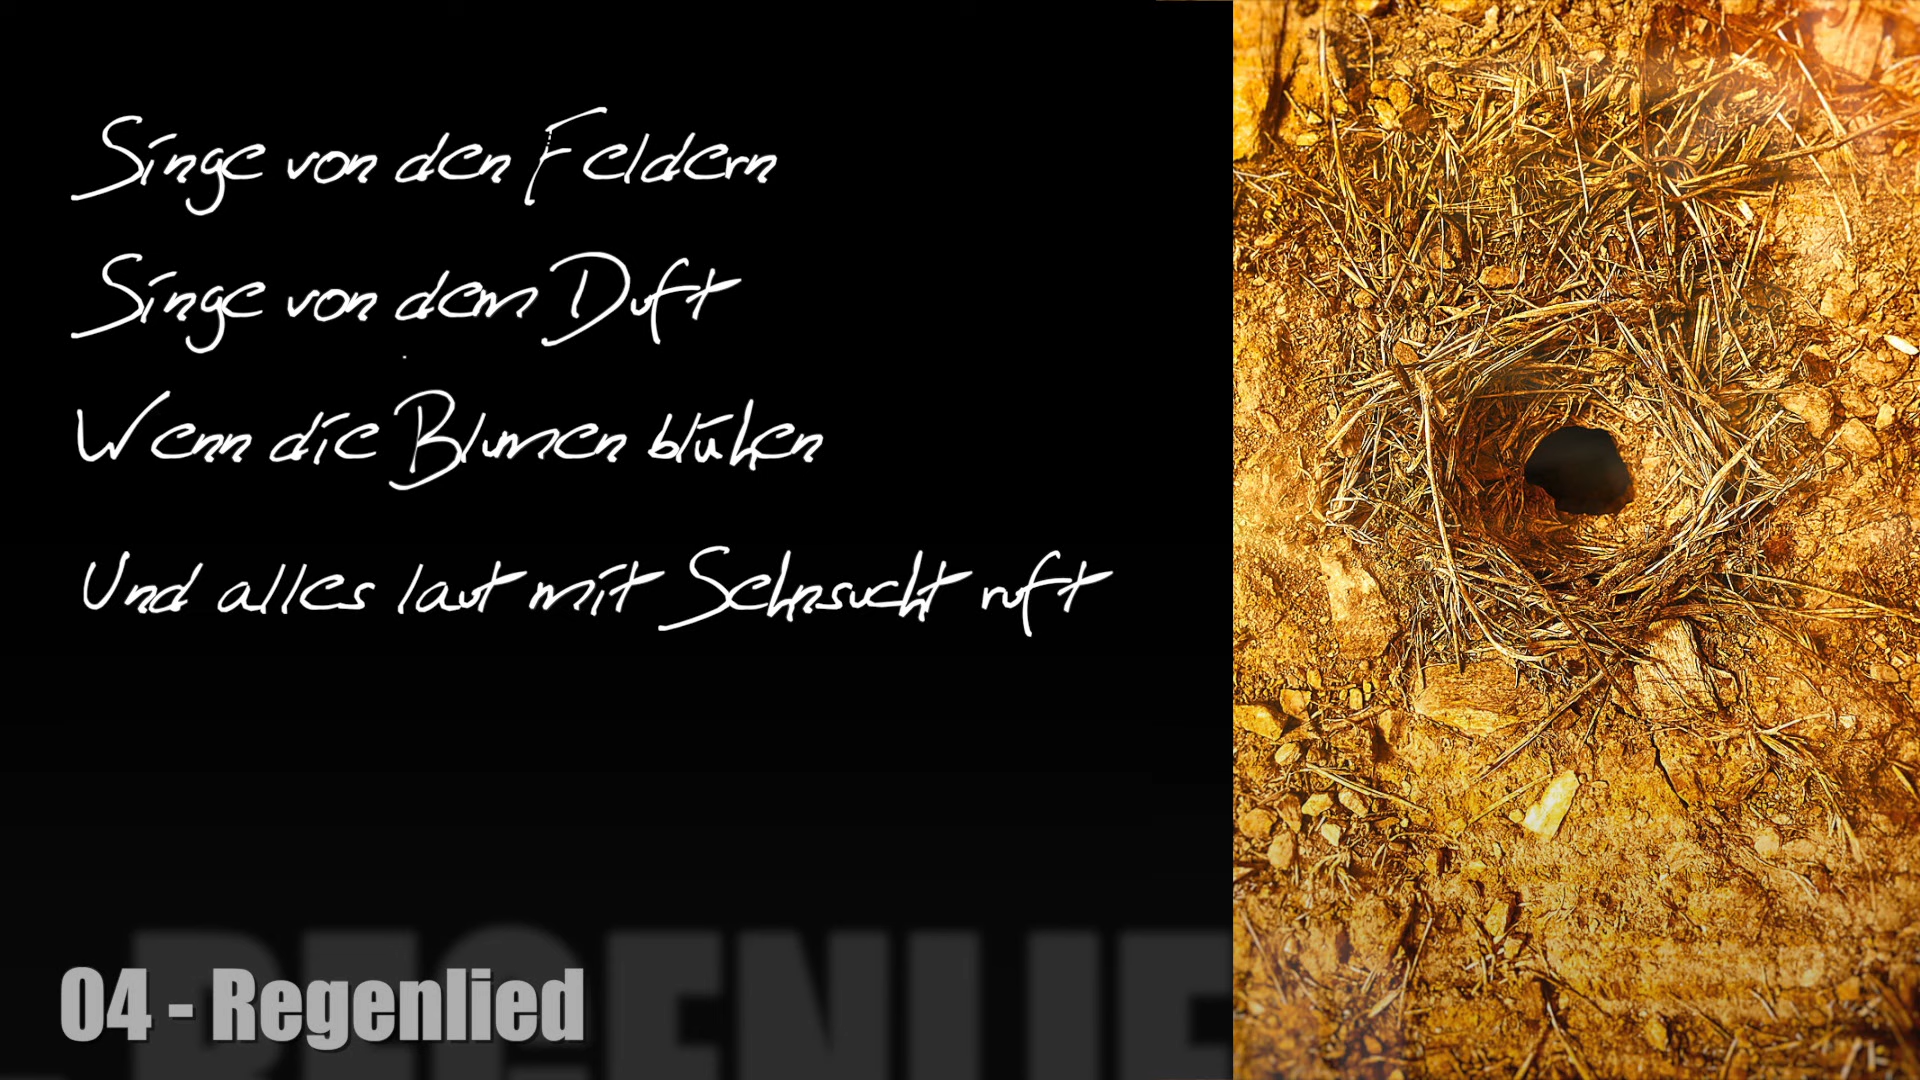 Singe von den Feldern
Singe von dem Duft
Wenn die Blumen blühen
Und alles laut mit Sehnsucht ruft
04 - Regenlied
REGENLIE